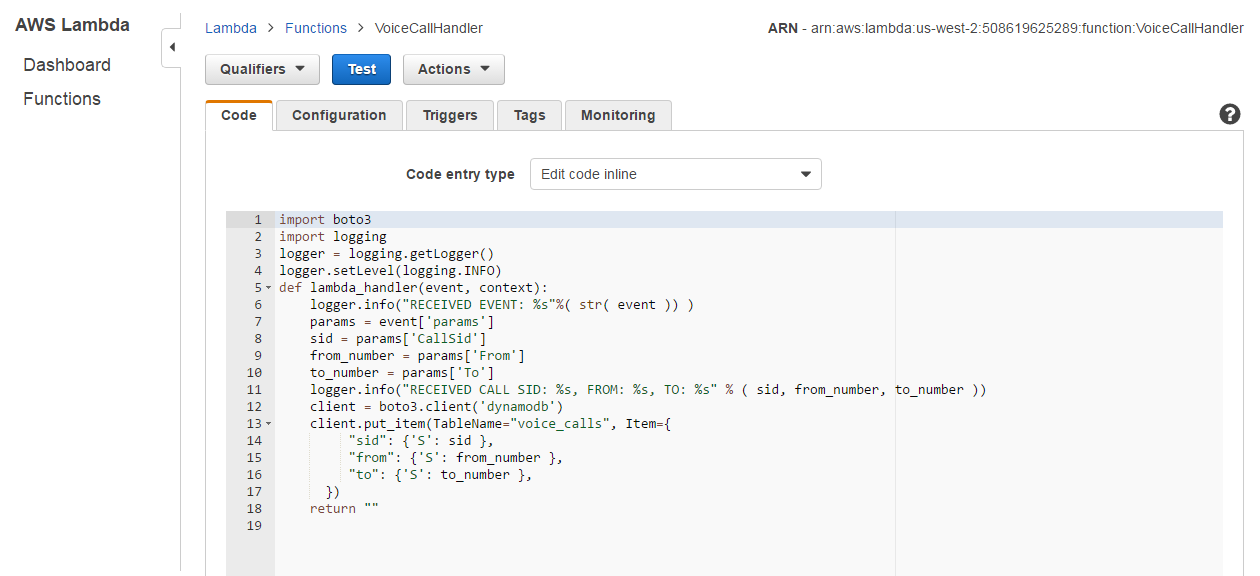 AWS Lambda
Dashboard
Functions
Lambda > Functions > VoiceCallHandler
ARN - arn:aws:lambda:us-west-2:508619625289:function:VoiceCallHandler
Qualifiers Test Actions
Code Configuration Triggers Tags Monitoring ?
Code entry type Edit code inline
1 import boto3
2 import logging
3 logger = logging.getLogger()
4 logger.setLevel(logging.INFO)
5 def lambda_handler(event, context):
6 logger.info("RECEIVED EVENT: %s"%( str( event )) )
7 params = event['params']
8 sid = params['CallSid']
9 from_number = params['From']
10 to_number = params['To']
11 logger.info("RECEIVED CALL SID: %s, FROM: %s, TO: %s" % ( sid, from_number, to_number ))
12 client = boto3.client('dynamodb')
13 client.put_item(TableName="voice_calls", Item={
14 "sid": {'S': sid },
15 "from": {'S': from_number },
16 "to": {'S': to_number },
17 })
18 return ""
19